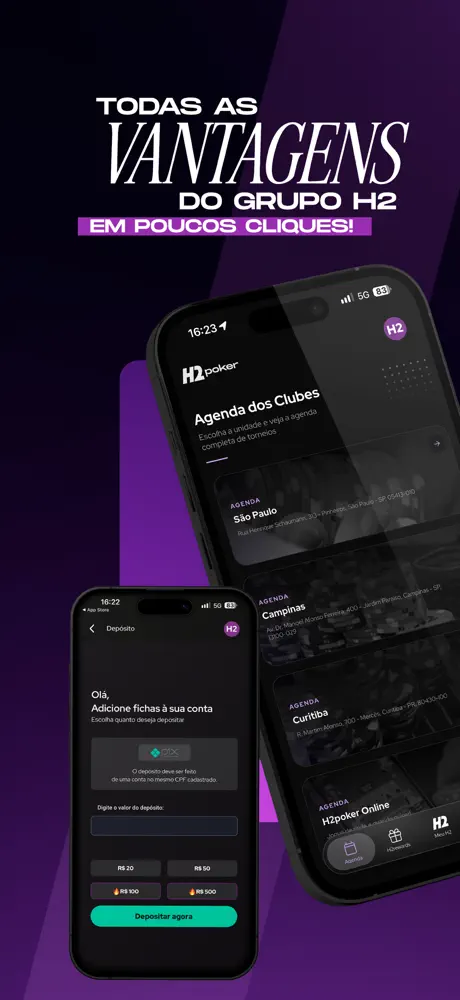 TODAS AS
VANTAGENS
DO GRUPO H2
EM POUCOS CLIQUES!
16:23
5G 83
H2
H2poker
Agenda dos Clubes
Escolha a unidade e veja a agenda
completa de torneios
AGENDA
São Paulo
AGENDA
Campinas
AGENDA
Curitiba
AGENDA
H2poker Online
Agenda
H2rewards
H2
Meu H2
16:22
5G 83
App Store
Depósito
H2
Olá,
Adicione fichas à sua conta
Escolha quanto deseja depositar
O depósito deve ser feito
de uma conta no mesmo CPF cadastrado.
Digite o valor do depósito:
R$ 20
R$ 50
🔥R$ 100
🔥R$ 500
Depositar agora